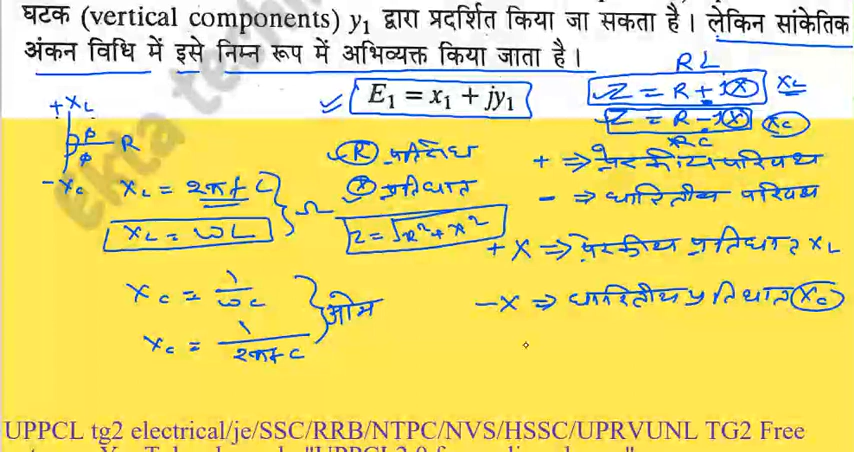 घटक (vertical components) y₁ द्वारा प्रदर्शित किया जा सकता है। लेकिन सांकेतिक
अंकन विधि में इसे निम्न रूप में अभिव्यक्त किया जाता है।
E₁ = x₁ + jy₁
RL
Z = R + jX XL
Z = R - jX XC
RC
+XL
φ
R
φ
-Xc
R प्रतिरोध
X प्रतिघात
Z = √R² + X²
XL = 2πfL
XL = ωL
Ω
+ ⇒ प्रेरकीय परिपथ
- ⇒ धारितीय परिपथ
+ X ⇒ प्रेरकीय प्रतिघात XL
- X ⇒ धारितीय प्रतिघात Xc
Xc = 1/ωc
Xc = 1/2πfC
ओम
UPPCL tg2 electrical/je/SSC/RRB/NTPC/NVS/HSSC/UPRVUNL TG2 Free